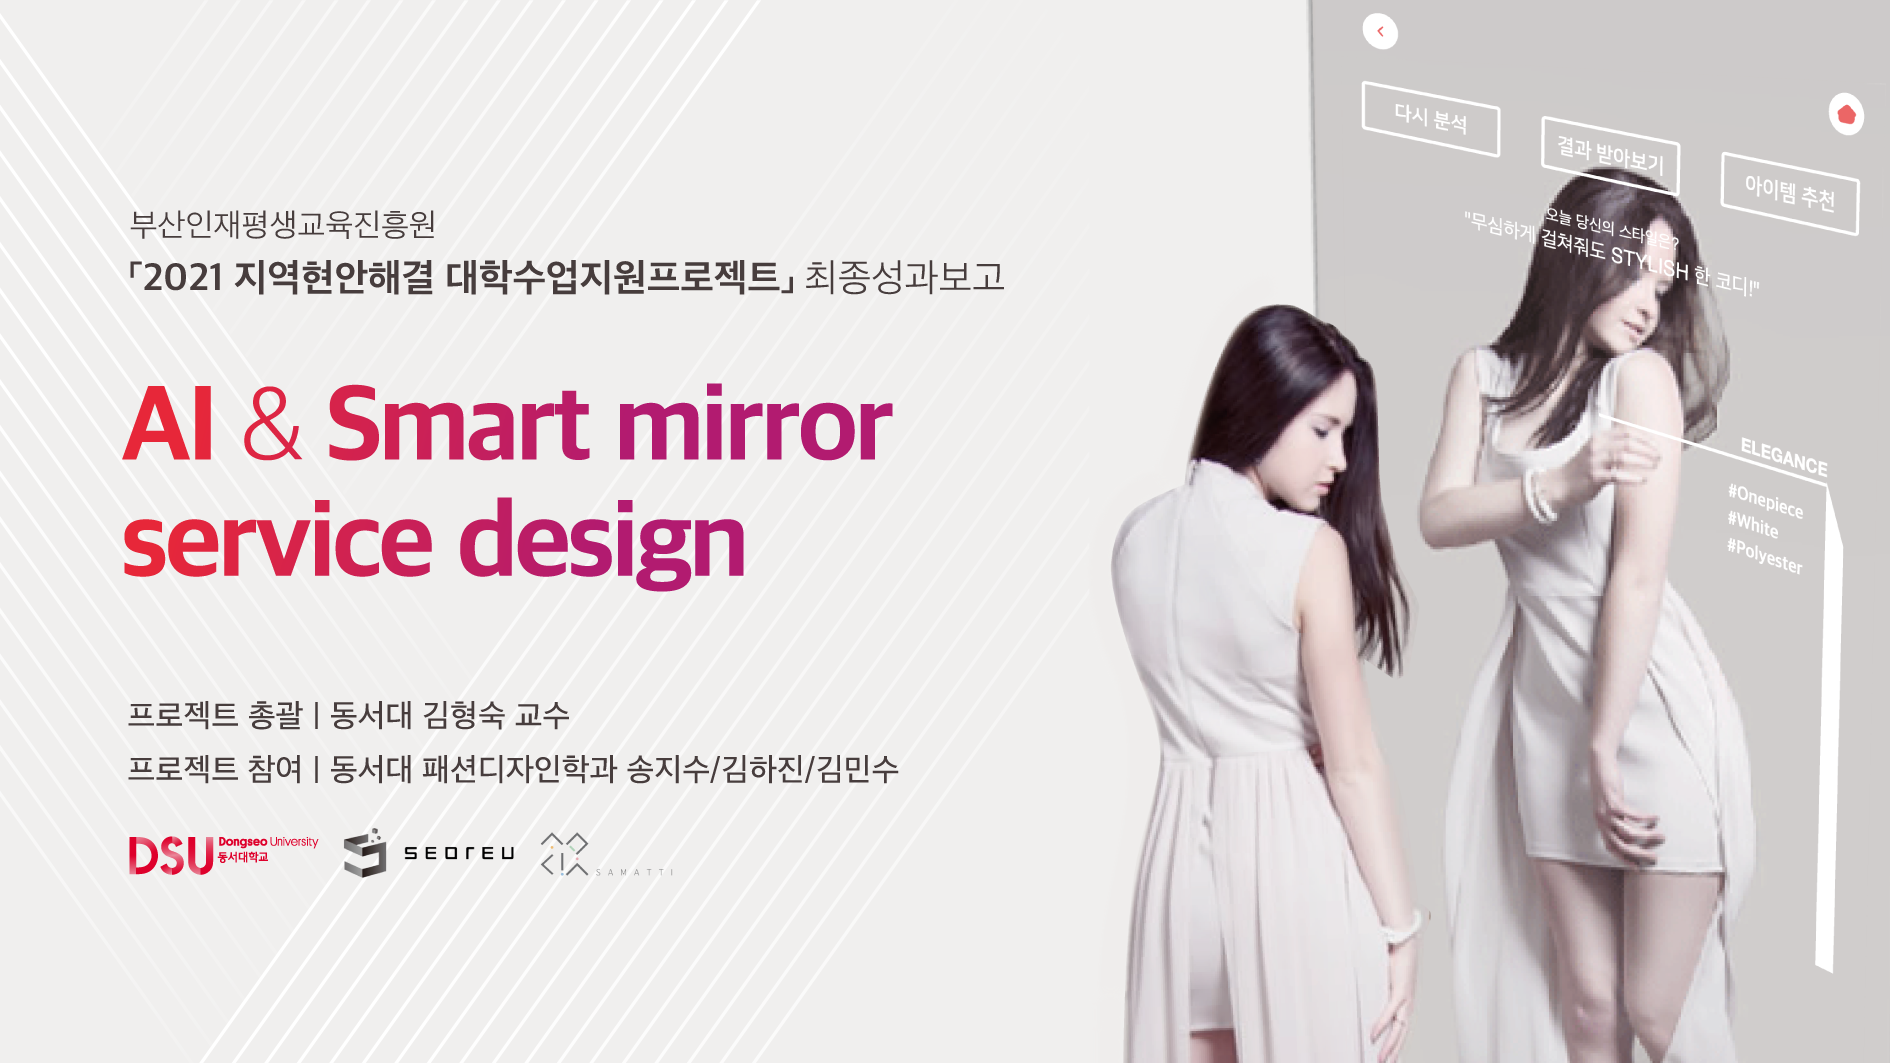 부산인재평생교육진흥원
「2021 지역현안해결 대학수업지원프로젝트」 최종성과보고
AI & Smart mirror
service design
프로젝트 총괄 | 동서대 김형숙 교수
프로젝트 참여 | 동서대 패션디자인학과 송지수/김하진/김민수
DSU Dongseo University
동서대학교
SEOREU
SAMATTI
다시 분석
결과 받아보기
아이템 추천
오늘 당신의 스타일은?
"무심하게 걸쳐줘도 STYLISH 한 코디!"
ELEGANCE
#Onepiece
#White
#Polyester